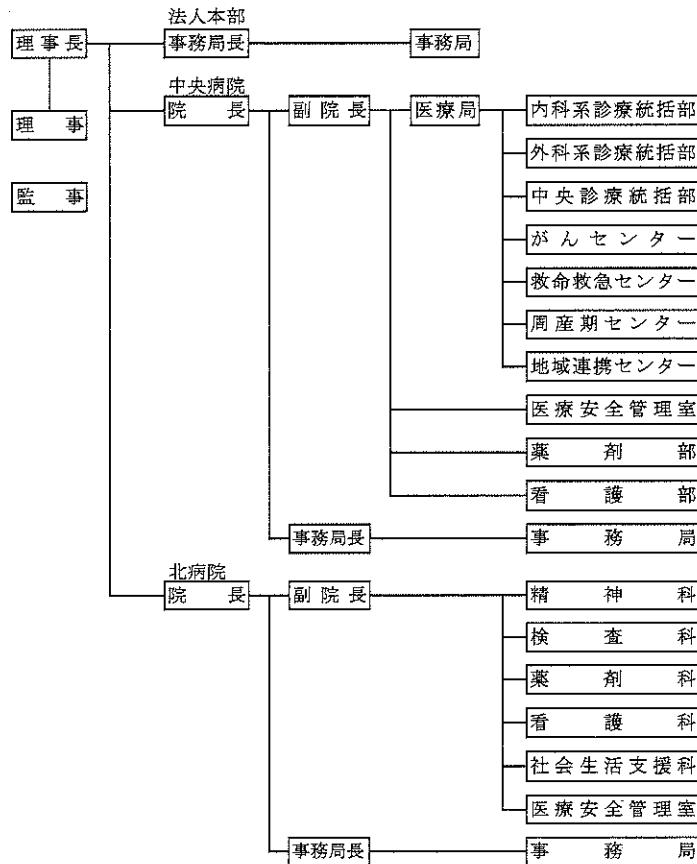 法人本部
理事長 事務局長 事務局
中央病院
院長 副院長 医療局 内科系診療統括部
理事
外科系診療統括部
監事 中央診療統括部
がんセンター
救命救急センター
周産期センター
地域連携センター
医療安全管理室
薬剤部
看護部
事務局長 事務局
北病院
院長 副院長 精神科
検査科
薬剤科
看護科
社会生活支援科
医療安全管理室
事務局長 事務局